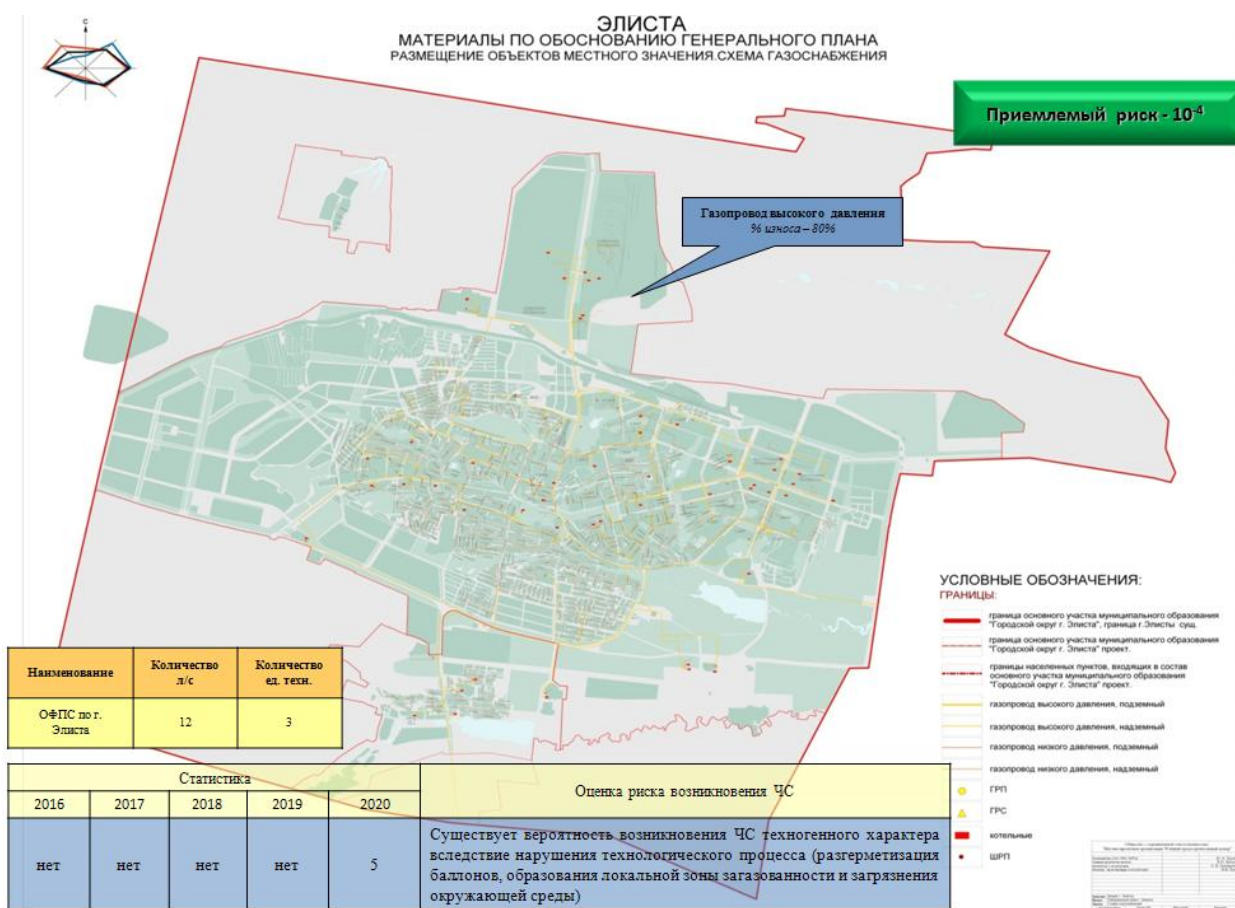 С
ЭЛИСТА
МАТЕРИАЛЫ ПО ОБОСНОВАНИЮ ГЕНЕРАЛЬНОГО ПЛАНА
РАЗМЕЩЕНИЕ ОБЪЕКТОВ МЕСТНОГО ЗНАЧЕНИЯ.СХЕМА ГАЗОСНАБЖЕНИЯ
Приемлемый риск - 10⁻⁴
Газопровод высокого давления
% износа – 80%
УСЛОВНЫЕ ОБОЗНАЧЕНИЯ:
ГРАНИЦЫ:
граница основного участка муниципального образования
"Городской округ г. Элиста", граница г.Элисты сущ.
граница основного участка муниципального образования
"Городской округ г. Элиста" проект.
границы населенных пунктов, входящих в состав
основного участка муниципального образования
"Городской округ г. Элиста" проект.
газопровод высокого давления, подземный
газопровод высокого давления, надземный
газопровод низкого давления, подземный
газопровод низкого давления, надземный
ГРП
ГРС
котельные
ШРП
Наименование
Количество
л/с
Количество
ед. техн.
ОФПС по г.
Элиста
12
3
Статистика
Оценка риска возникновения ЧС
2016
2017
2018
2019
2020
нет
нет
нет
нет
5
Существует вероятность возникновения ЧС техногенного характера
вследствие нарушения технологического процесса (разгерметизация
баллонов, образования локальной зоны загазованности и загрязнения
окружающей среды)